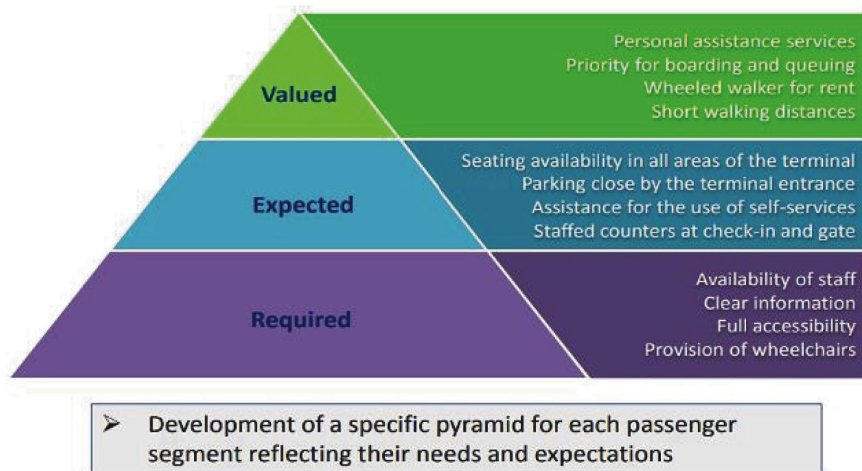 Valued
Personal assistance services
Priority for boarding and queuing
Wheeled walker for rent
Short walking distances
Expected
Seating availability in all areas of the terminal
Parking close by the terminal entrance
Assistance for the use of self-services
Staffed counters at check-in and gate
Required
Availability of staff
Clear information
Full accessibility
Provision of wheelchairs
➢ Development of a specific pyramid for each passenger
segment reflecting their needs and expectations